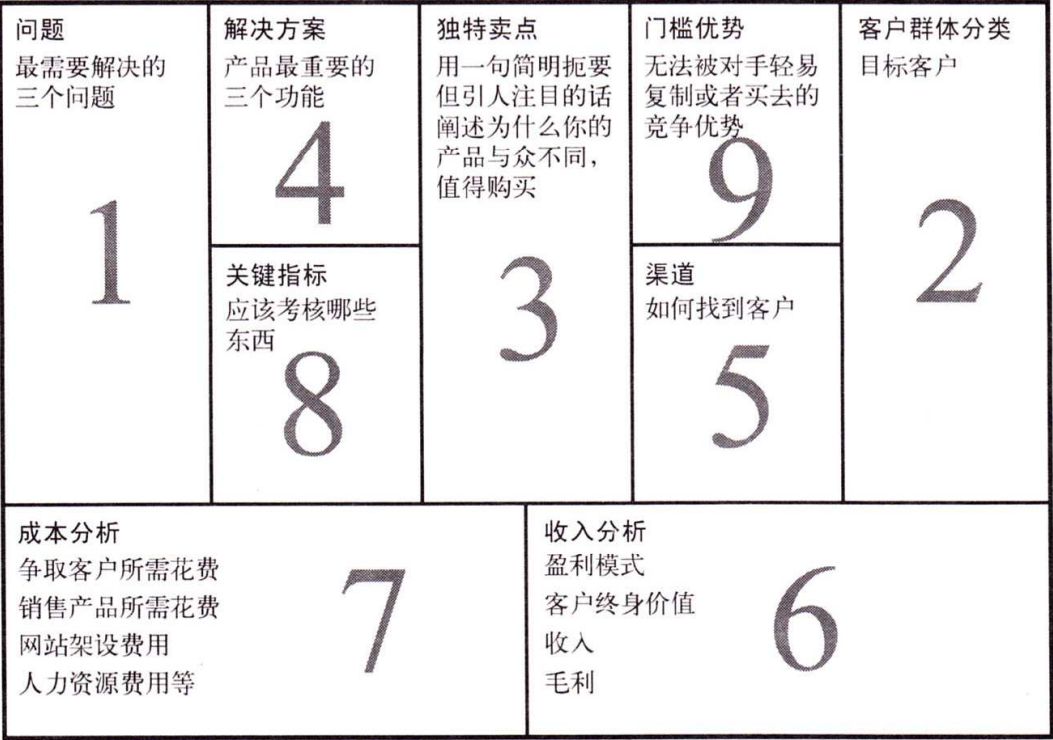 问题
最需要解决的
三个问题
1
解决方案
产品最重要的
三个功能
4
关键指标
应该考核哪些
东西
8
独特卖点
用一句简明扼要
但引人注目的话
阐述为什么你的
产品与众不同，
值得购买
3
门槛优势
无法被对手轻易
复制或者买去的
竞争优势
9
渠道
如何找到客户
5
客户群体分类
目标客户
2
成本分析
争取客户所需花费
销售产品所需花费
网站架设费用
人力资源费用等
7
收入分析
盈利模式
客户终身价值
收入
毛利
6